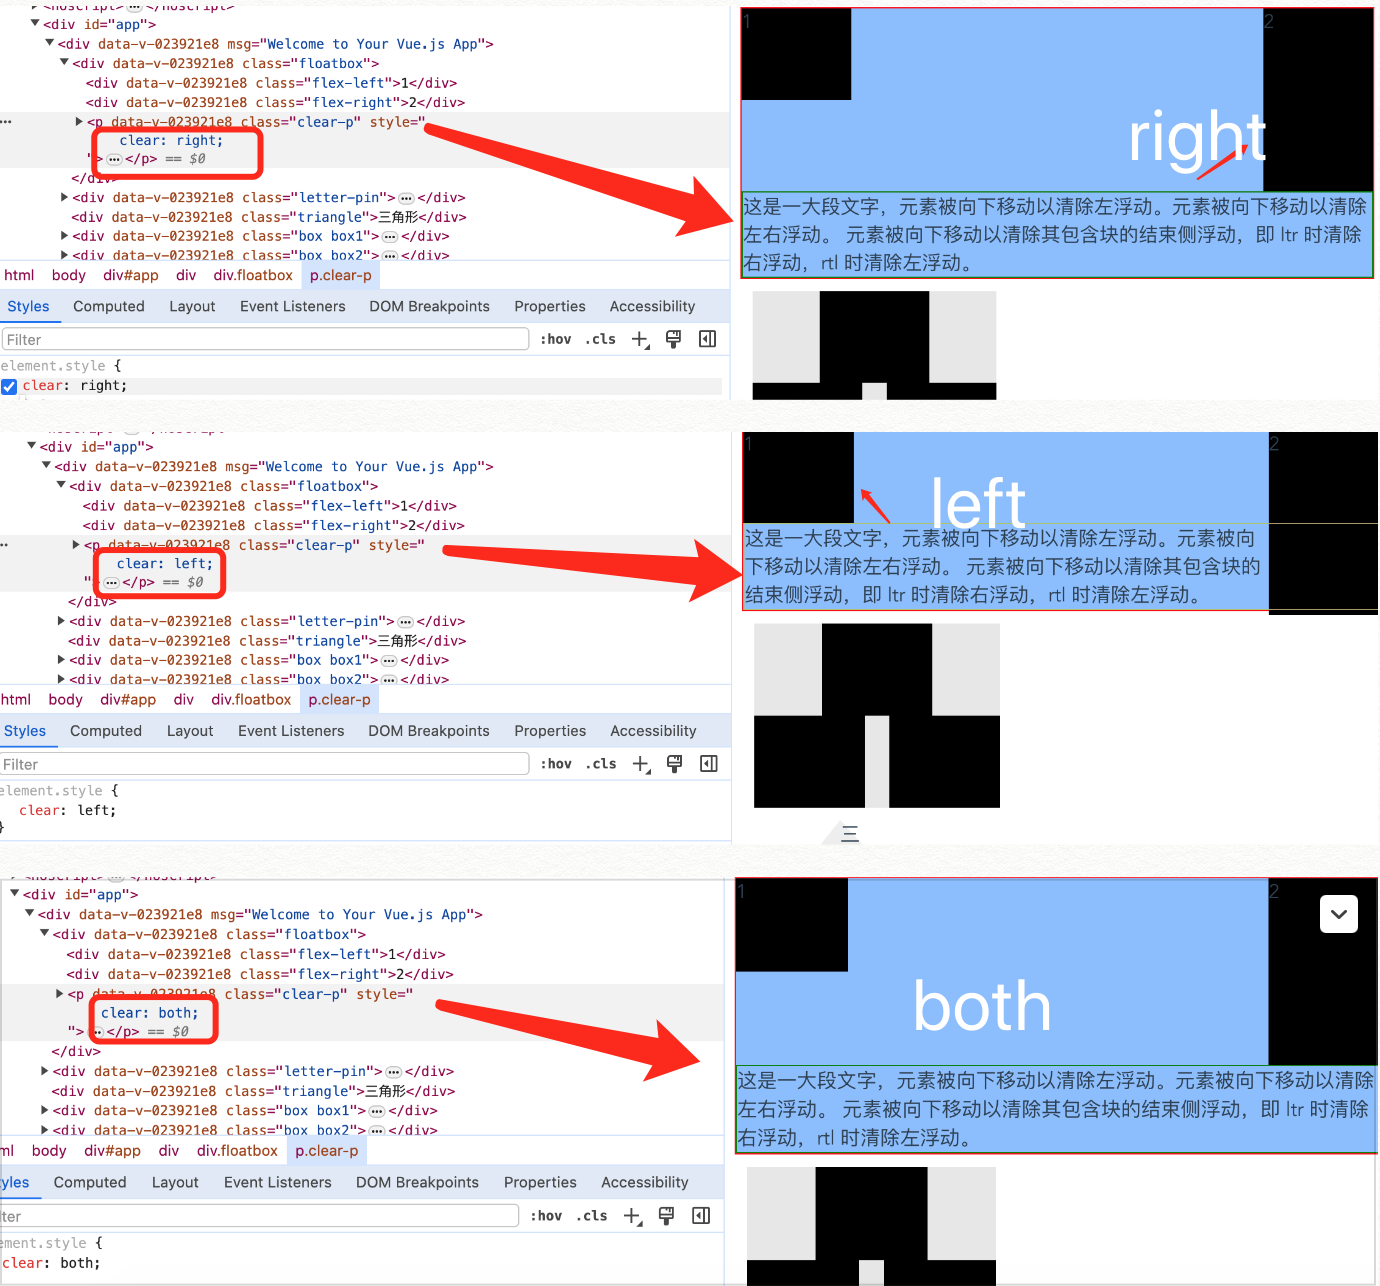 <div id="app">
<div data-v-023921e8 msg="Welcome to Your Vue.js App">
<div data-v-023921e8 class="floatbox">
<div data-v-023921e8 class="flex-left">1</div>
<div data-v-023921e8 class="flex-right">2</div>
<p data-v-023921e8 class="clear-p" style="
clear: right;
"> … </p> == $0
</div>
<div data-v-023921e8 class="letter-pin"> … </div>
<div data-v-023921e8 class="triangle">三角形</div>
<div data-v-023921e8 class="box box1"> … </div>
<div data-v-023921e8 class="box box2"> … </div>
html body div#app div div.floatbox p.clear-p
Styles Computed Layout Event Listeners DOM Breakpoints Properties Accessibility
Filter :hov .cls
element.style {
clear: right;
1 2
right
这是一大段文字，元素被向下移动以清除左浮动。元素被向下移动以清除
左右浮动。 元素被向下移动以清除其包含块的结束侧浮动，即 ltr 时清除
右浮动，rtl 时清除左浮动。
<div id="app">
<div data-v-023921e8 msg="Welcome to Your Vue.js App">
<div data-v-023921e8 class="floatbox">
<div data-v-023921e8 class="flex-left">1</div>
<div data-v-023921e8 class="flex-right">2</div>
<p data-v-023921e8 class="clear-p" style="
clear: left;
"> … </p> == $0
</div>
<div data-v-023921e8 class="letter-pin"> … </div>
<div data-v-023921e8 class="triangle">三角形</div>
<div data-v-023921e8 class="box box1"> … </div>
<div data-v-023921e8 class="box box2"> … </div>
html body div#app div div.floatbox p.clear-p
Styles Computed Layout Event Listeners DOM Breakpoints Properties Accessibility
Filter :hov .cls
element.style {
clear: left;
}
1 2
left
这是一大段文字，元素被向下移动以清除左浮动。元素被向
下移动以清除左右浮动。 元素被向下移动以清除其包含块的
结束侧浮动，即 ltr 时清除右浮动，rtl 时清除左浮动。
三
<div id="app">
<div data-v-023921e8 msg="Welcome to Your Vue.js App">
<div data-v-023921e8 class="floatbox">
<div data-v-023921e8 class="flex-left">1</div>
<div data-v-023921e8 class="flex-right">2</div>
<p data-v-023921e8 class="clear-p" style="
clear: both;
"> … </p> == $0
</div>
<div data-v-023921e8 class="letter-pin"> … </div>
<div data-v-023921e8 class="triangle">三角形</div>
<div data-v-023921e8 class="box box1"> … </div>
<div data-v-023921e8 class="box box2"> … </div>
ml body div#app div div.floatbox p.clear-p
yles Computed Layout Event Listeners DOM Breakpoints Properties Accessibility
lter :hov .cls
ement.style {
clear: both;
1 2
both
这是一大段文字，元素被向下移动以清除左浮动。元素被向下移动以清除
左右浮动。 元素被向下移动以清除其包含块的结束侧浮动，即 ltr 时清除
右浮动，rtl 时清除左浮动。